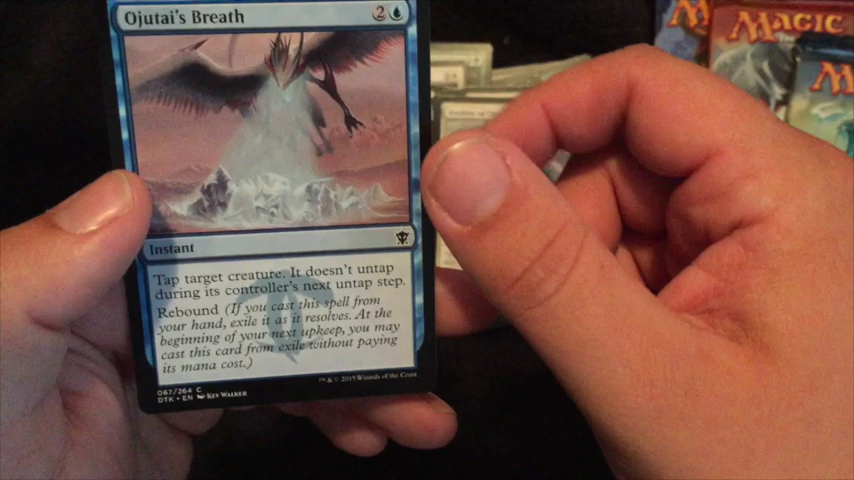 Ojutai's Breath
2
Instant
Tap target creature. It doesn't untap
during its controller's next untap step.
Rebound (If you cast this spell from
your hand, exile it as it resolves. At the
beginning of your next upkeep, you may
cast this card from exile without paying
its mana cost.)
067/264 C
DTK • EN Kev Walker
™ & © 2015 Wizards of the Coast
M
MAGIC
M